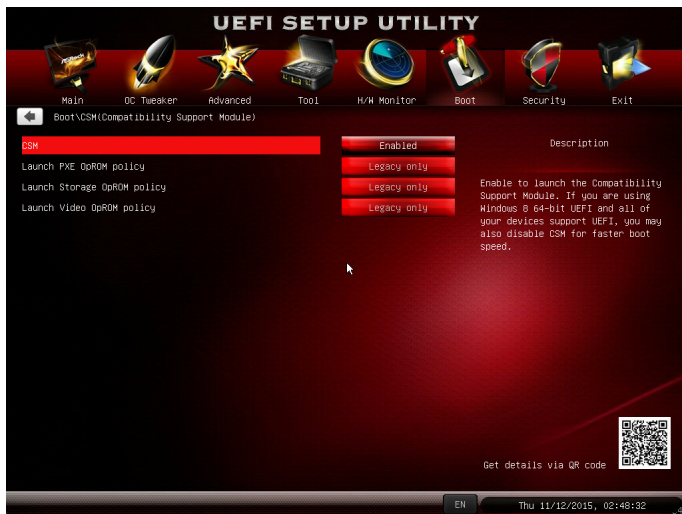 UEFI SETUP UTILITY
Main OC Tweaker Advanced Tool H/W Monitor Boot Security Exit
Boot\CSM(Compatibility Support Module)
CSM Enabled
Launch PXE OpROM policy Legacy only
Launch Storage OpROM policy Legacy only
Launch Video OpROM policy Legacy only
Description
Enable to launch the Compatibility
Support Module. If you are using
Windows 8 64-bit UEFI and all of
your devices support UEFI, you may
also disable CSM for faster boot
speed.
Get details via QR code
EN Thu 11/12/2015, 02:48:32